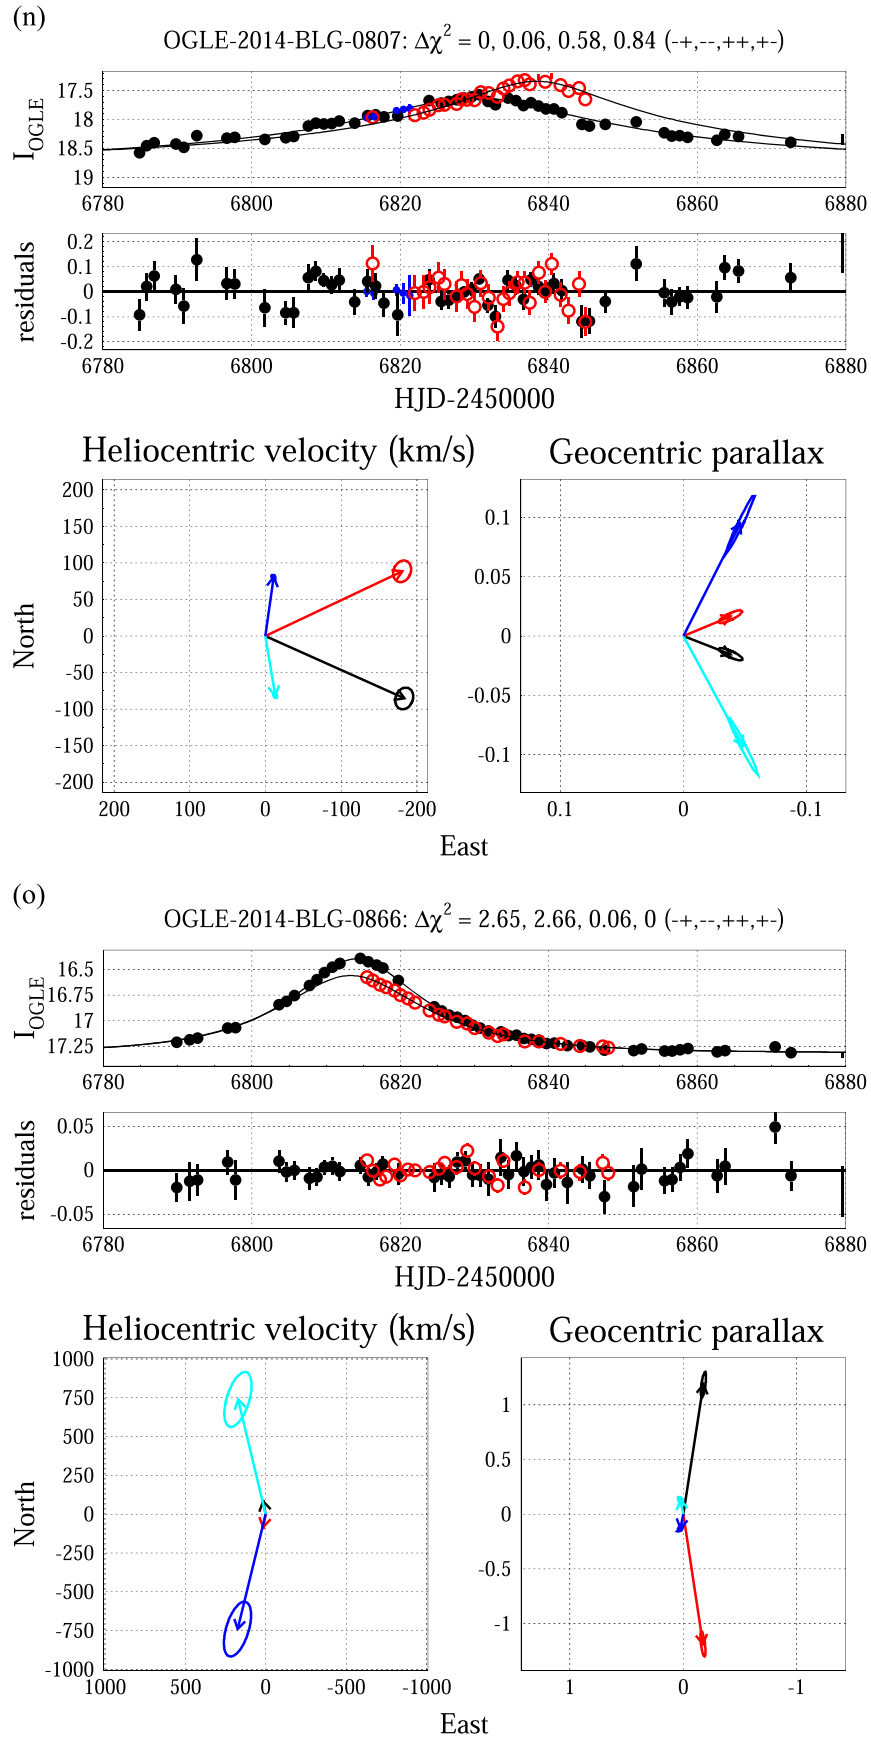 (n)
OGLE-2014-BLG-0807: Δχ² = 0, 0.06, 0.58, 0.84 (-+,--,++,+-)
I_OGLE
17.5
18
18.5
19
6780 6800 6820 6840 6860 6880
residuals
0.2
0.1
0
-0.1
-0.2
6780 6800 6820 6840 6860 6880
HJD-2450000
Heliocentric velocity (km/s) Geocentric parallax
North
200
150
100
50
0
-50
-100
-150
-200
200 100 0 -100 -200
0.1
0.05
0
-0.05
-0.1
0.1 0 -0.1
East
(o)
OGLE-2014-BLG-0866: Δχ² = 2.65, 2.66, 0.06, 0 (-+,--,++,+-)
I_OGLE
16.5
16.75
17
17.25
6780 6800 6820 6840 6860 6880
residuals
0.05
0
-0.05
6780 6800 6820 6840 6860 6880
HJD-2450000
Heliocentric velocity (km/s) Geocentric parallax
North
1000
750
500
250
0
-250
-500
-750
-1000
1000 500 0 -500 -1000
1
0.5
0
-0.5
-1
1 0 -1
East